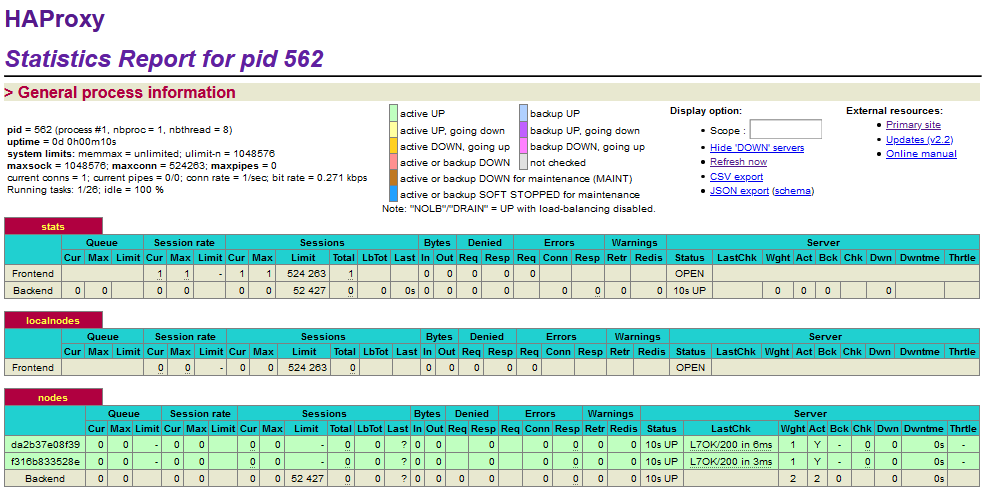 HAProxy
Statistics Report for pid 562
> General process information
pid = 562 (process #1, nbproc = 1, nbthread = 8)
uptime = 0d 0h00m10s
system limits: memmax = unlimited; ulimit-n = 1048576
maxsock = 1048576; maxconn = 524263; maxpipes = 0
current conns = 1; current pipes = 0/0; conn rate = 1/sec; bit rate = 0.271 kbps
Running tasks: 1/26; idle = 100 %
active UP backup UP
active UP, going down backup UP, going down
active DOWN, going up backup DOWN, going up
active or backup DOWN not checked
active or backup DOWN for maintenance (MAINT)
active or backup SOFT STOPPED for maintenance
Note: "NOLB"/"DRAIN" = UP with load-balancing disabled.
Display option:
• Scope :
• Hide 'DOWN' servers
• Refresh now
• CSV export
• JSON export (schema)
External resources:
• Primary site
• Updates (v2.2)
• Online manual
stats
Queue Session rate Sessions Bytes Denied Errors Warnings Server
Cur Max Limit Cur Max Limit Cur Max Limit Total LbTot Last In Out Req Resp Req Conn Resp Retr Redis Status LastChk Wght Act Bck Chk Dwn Dwntme Thrtle
Frontend 1 1 - 1 1 524 263 1 0 0 0 0 0 OPEN
Backend 0 0 0 0 0 0 52 427 0 0 0s 0 0 0 0 0 0 0 0 10s UP 0 0 0 0
localnodes
Queue Session rate Sessions Bytes Denied Errors Warnings Server
Cur Max Limit Cur Max Limit Cur Max Limit Total LbTot Last In Out Req Resp Req Conn Resp Retr Redis Status LastChk Wght Act Bck Chk Dwn Dwntme Thrtle
Frontend 0 0 - 0 0 524 263 0 0 0 0 0 0 OPEN
nodes
Queue Session rate Sessions Bytes Denied Errors Warnings Server
Cur Max Limit Cur Max Limit Cur Max Limit Total LbTot Last In Out Req Resp Req Conn Resp Retr Redis Status LastChk Wght Act Bck Chk Dwn Dwntme Thrtle
da2b37e08f39 0 0 - 0 0 0 0 - 0 0 ? 0 0 0 0 0 0 0 10s UP L7OK/200 in 6ms 1 Y - 0 0 0s -
f316b833528e 0 0 - 0 0 0 0 - 0 0 ? 0 0 0 0 0 0 0 10s UP L7OK/200 in 3ms 1 Y - 0 0 0s -
Backend 0 0 0 0 0 0 52 427 0 0 ? 0 0 0 0 0 0 0 0 10s UP 2 2 0 0 0s